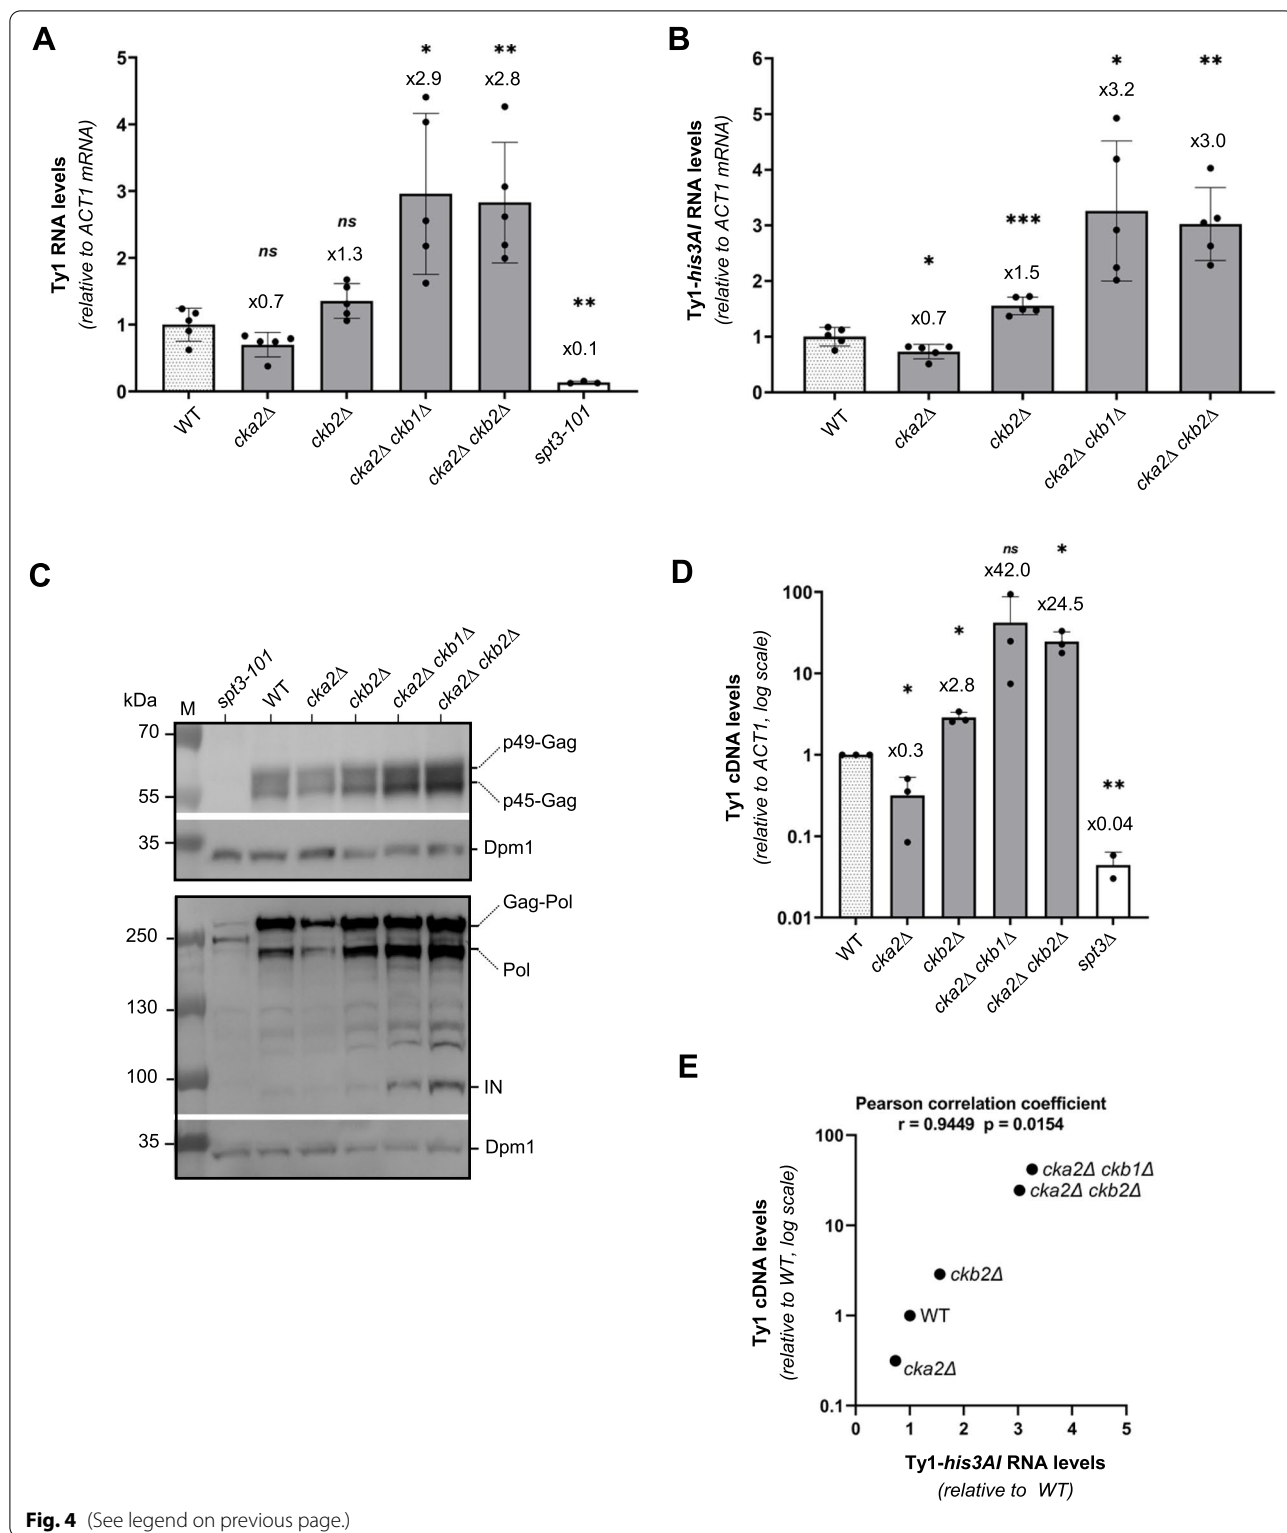 A
Ty1 RNA levels
(relative to ACT1 mRNA)
5
4
3
2
1
0
ns
x0.7
ns
x1.3
*
x2.9
**
x2.8
**
x0.1
WT
cka2Δ
ckb2Δ
cka2Δ ckb1Δ
cka2Δ ckb2Δ
spt3-101
B
Ty1-his3AI RNA levels
(relative to ACT1 mRNA)
6
5
4
3
2
1
0
*
x0.7
***
x1.5
*
x3.2
**
x3.0
WT
cka2Δ
ckb2Δ
cka2Δ ckb1Δ
cka2Δ ckb2Δ
C
kDa
M
spt3-101
WT
cka2Δ
ckb2Δ
cka2Δ ckb1Δ
cka2Δ ckb2Δ
70
55
35
p49-Gag
p45-Gag
Dpm1
250
130
100
35
Gag-Pol
Pol
IN
Dpm1
D
Ty1 cDNA levels
(relative to ACT1, log scale)
100
10
1
0.1
0.01
*
x0.3
*
x2.8
ns
x42.0
*
x24.5
**
x0.04
WT
cka2Δ
ckb2Δ
cka2Δ ckb1Δ
cka2Δ ckb2Δ
spt3Δ
E
Pearson correlation coefficient
r = 0.9449 p = 0.0154
Ty1 cDNA levels
(relative to WT, log scale)
100
10
1
0.1
cka2Δ ckb1Δ
cka2Δ ckb2Δ
ckb2Δ
WT
cka2Δ
0 1 2 3 4 5
Ty1-his3AI RNA levels
(relative to WT)
Fig. 4 (See legend on previous page.)